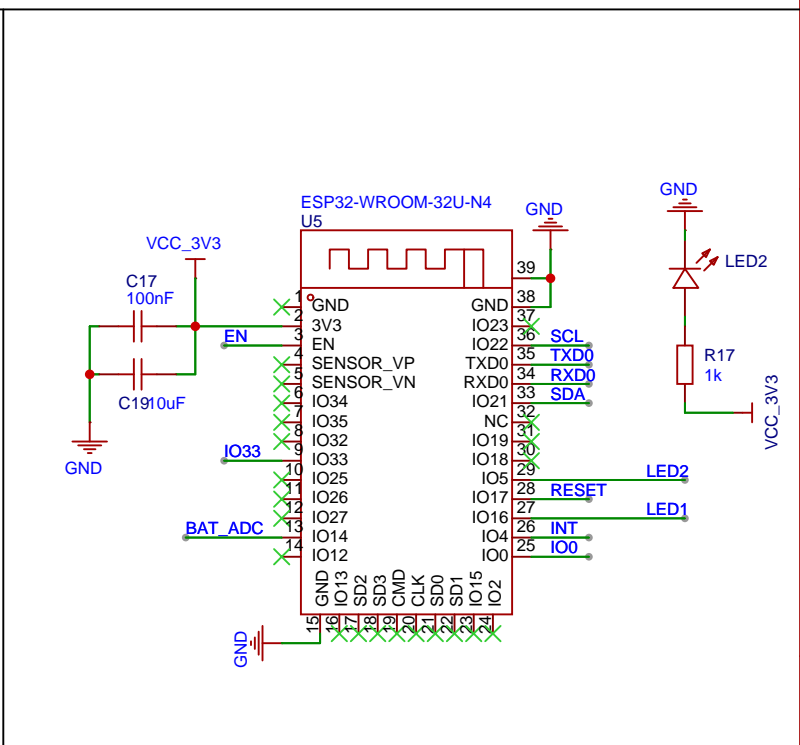 ESP32-WROOM-32U-N4
U5
GND
GND
VCC_3V3
C17
100nF
C19
10uF
GND
LED2
R17
1k
VCC_3V3
39
1 GND
2 3V3
EN 3 EN
4 SENSOR_VP
5 SENSOR_VN
6 IO34
7 IO35
8 IO32
IO33 9 IO33
10 IO25
11 IO26
12 IO27
BAT_ADC 13 IO14
14 IO12
GND 38
IO23 37
IO22 36 SCL
TXD0 35 TXD0
RXD0 34 RXD0
IO21 33 SDA
NC 32
IO19 31
IO18 30
IO5 29 LED2
IO17 28 RESET
IO16 27 LED1
IO4 26 INT
IO0 25 IO0
GND 15
IO13 16
SD2 17
SD3 18
CMD 19
CLK 20
SD0 21
SD1 22
IO15 23
IO2 24
GND